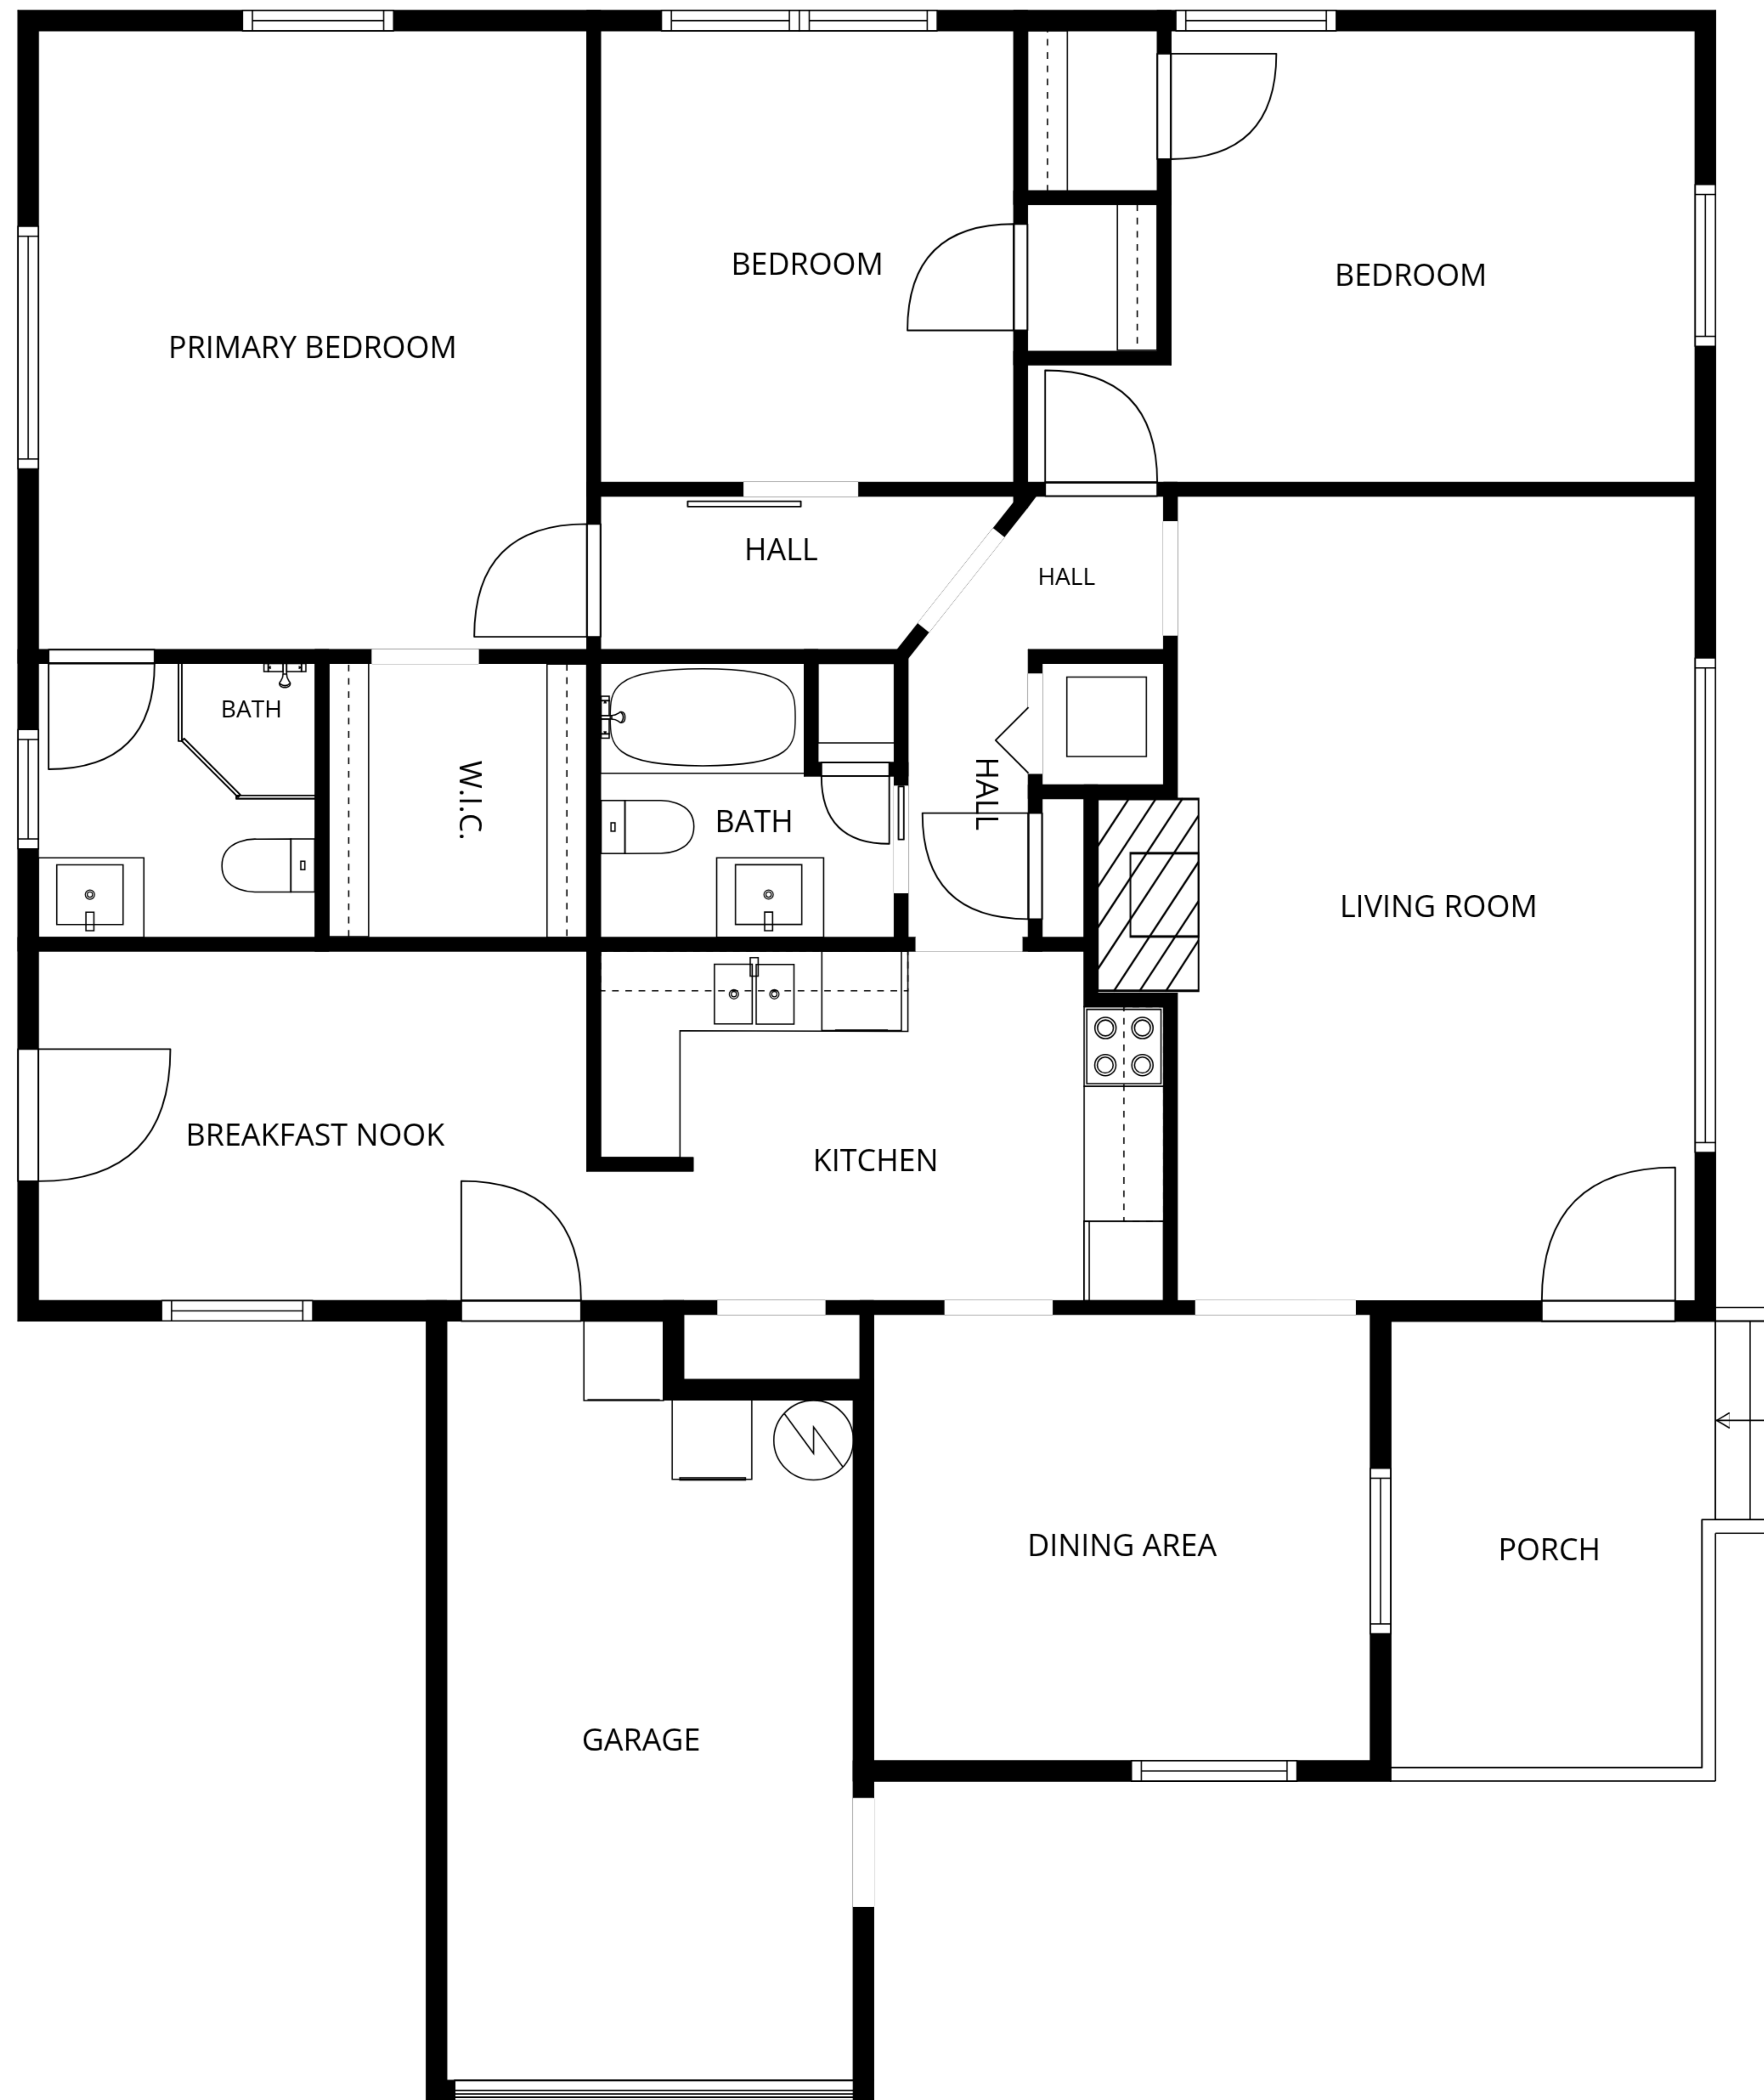 BEDROOM
BEDROOM
PRIMARY BEDROOM
HALL
HALL
BATH
W.I.C.
HALL
BATH
LIVING ROOM
BREAKFAST NOOK
KITCHEN
DINING AREA
PORCH
GARAGE